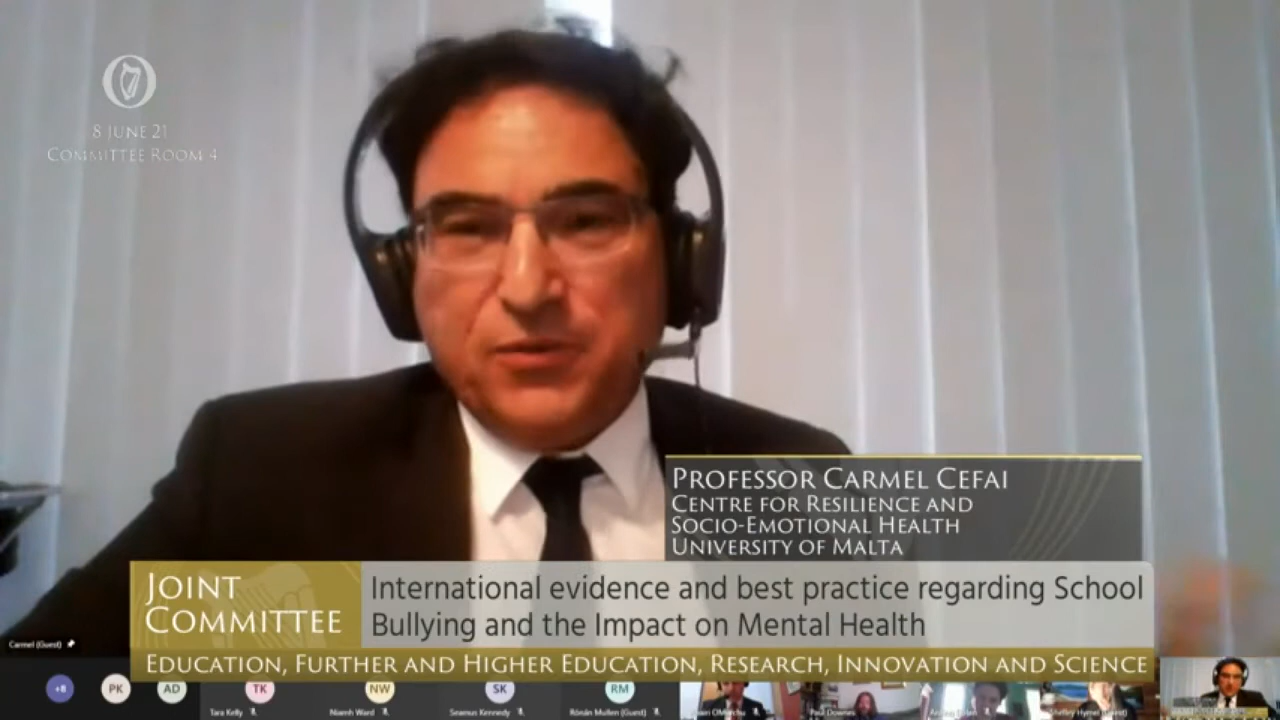 8 JUNE 21
COMMITTEE ROOM 4
PROFESSOR CARMEL CEFAI
CENTRE FOR RESILIENCE AND
SOCIO-EMOTIONAL HEALTH
UNIVERSITY OF MALTA
JOINT
COMMITTEE
International evidence and best practice regarding School
Bullying and the Impact on Mental Health
EDUCATION, FURTHER AND HIGHER EDUCATION, RESEARCH, INNOVATION AND SCIENCE
Carmel (Guest)
+8
PK
AD
TK
NW
SK
RM
Tara Kelly
Niamh Ward
Seamus Kennedy
Rónán Mullen (Guest)
Paul Downes
Shelley Hymel (Guest)